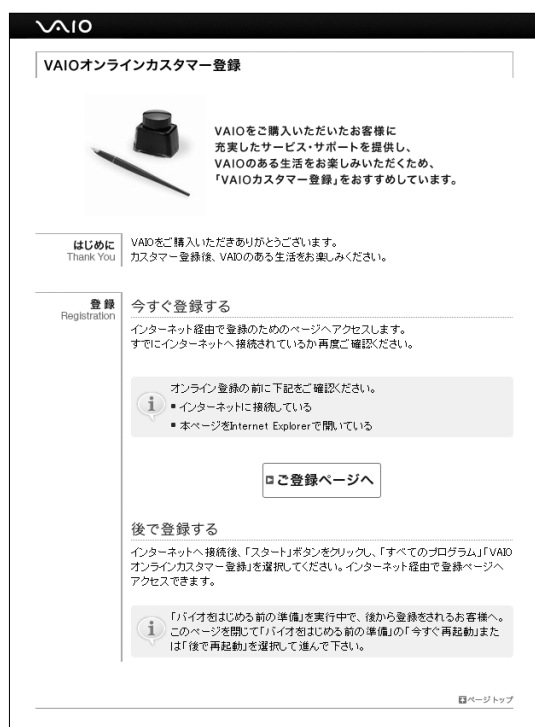 VAIO
VAIOオンラインカスタマー登録
VAIOをご購入いただいたお客様に
充実したサービス・サポートを提供し、
VAIOのある生活をお楽しみいただくため、
「VAIOカスタマー登録」をおすすめしています。
はじめに
Thank You
VAIOをご購入いただきありがとうございます。
カスタマー登録後、VAIOのある生活をお楽しみください。
登録
Registration
今すぐ登録する
インターネット経由で登録のためのページへアクセスします。
すでにインターネットへ接続されているか再度ご確認ください。
オンライン登録の前に下記をご確認ください。
▪ インターネットに接続している
▪ 本ページをInternet Explorerで開いている
ご登録ページへ
後で登録する
インターネットへ接続後、「スタート」ボタンをクリックし、「すべてのプログラム」「VAIO
オンラインカスタマー登録」を選択してください。インターネット経由で登録ページへ
アクセスできます。
「バイオをはじめる前の準備」を実行中で、後から登録をされるお客様へ。
このページを閉じて「バイオをはじめる前の準備」の「今すぐ再起動」また
は「後で再起動」を選択して進んで下さい。
ページトップ